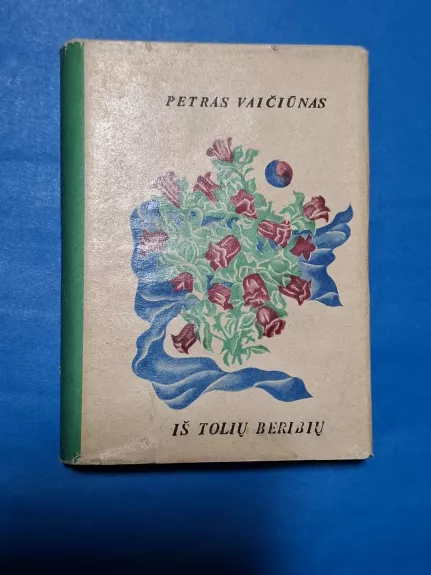 PETRAS VAIČIŪNAS
IŠ TOLIŲ BERIBIŲ